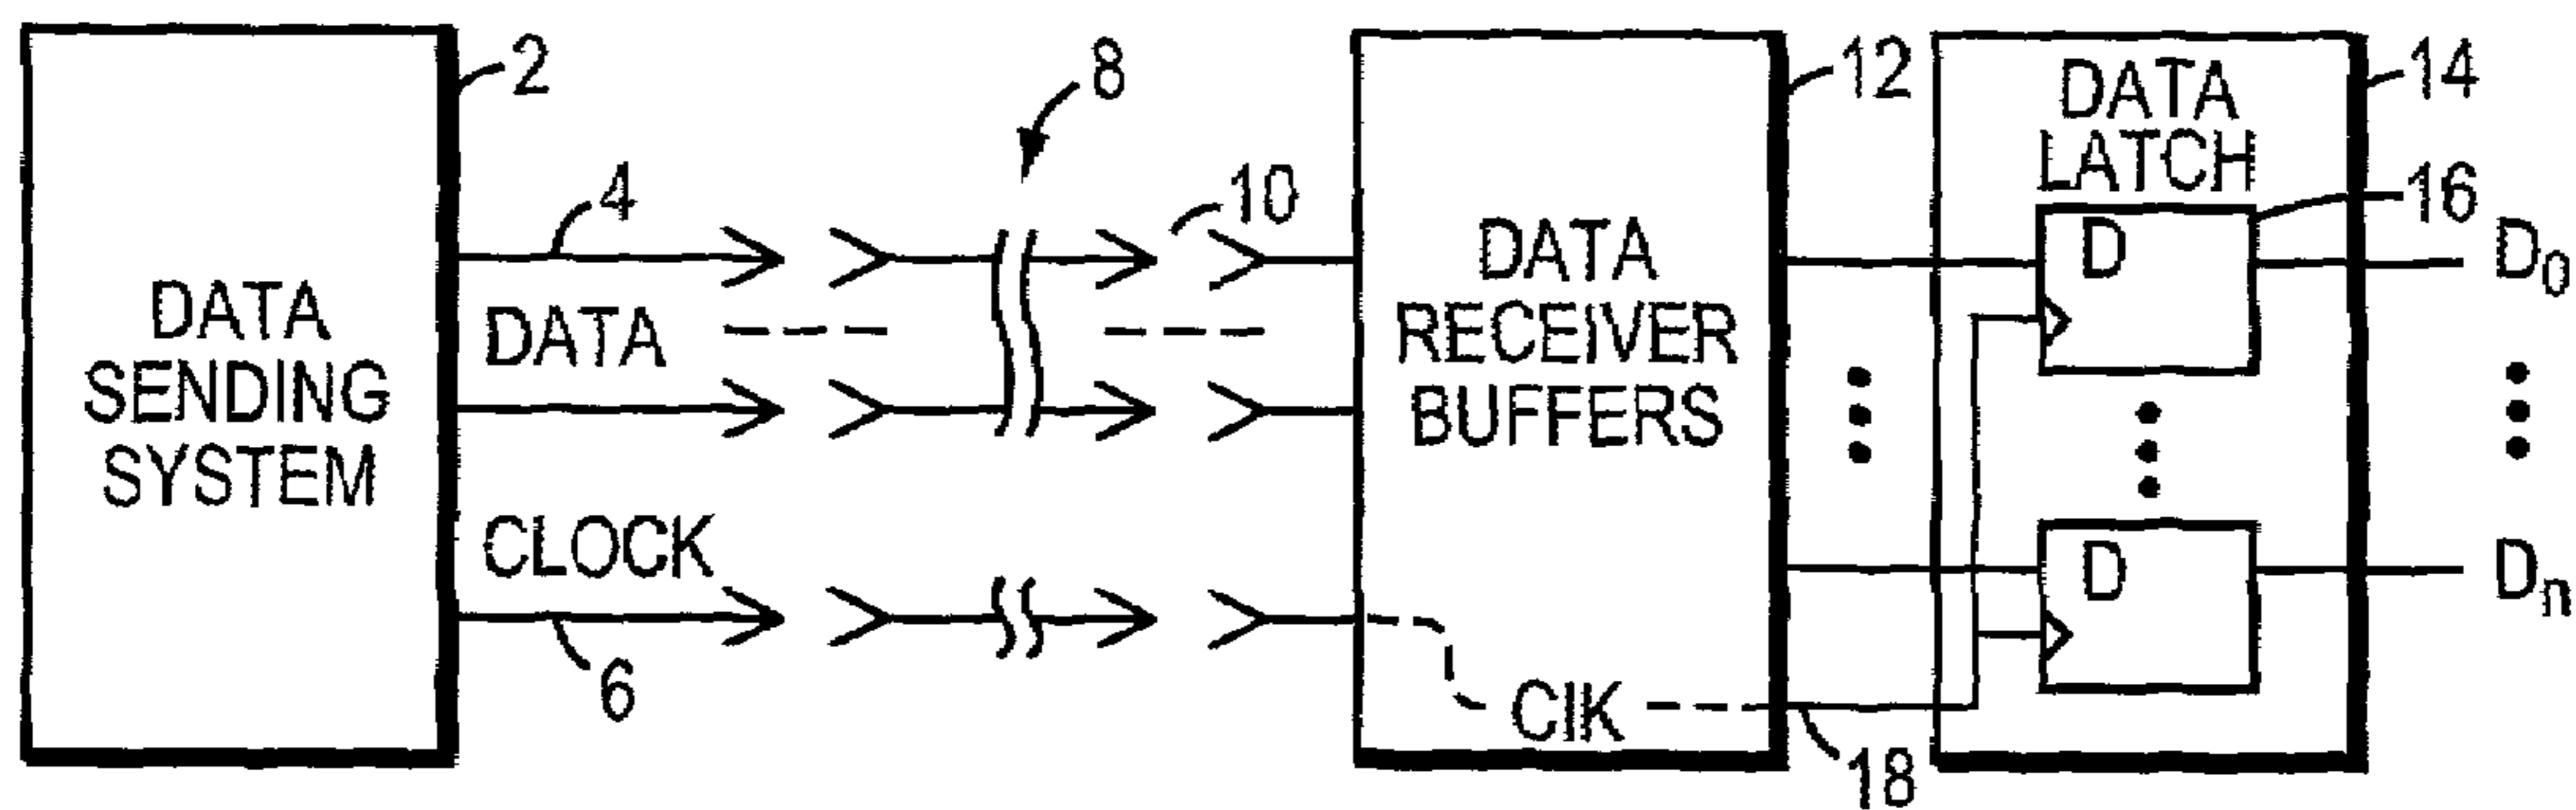 DATA
SENDING
SYSTEM
2
4
DATA
CLOCK
6
8
10
DATA
RECEIVER
BUFFERS
CIK
12
18
DATA
LATCH
14
16
D
D
D0
Dn